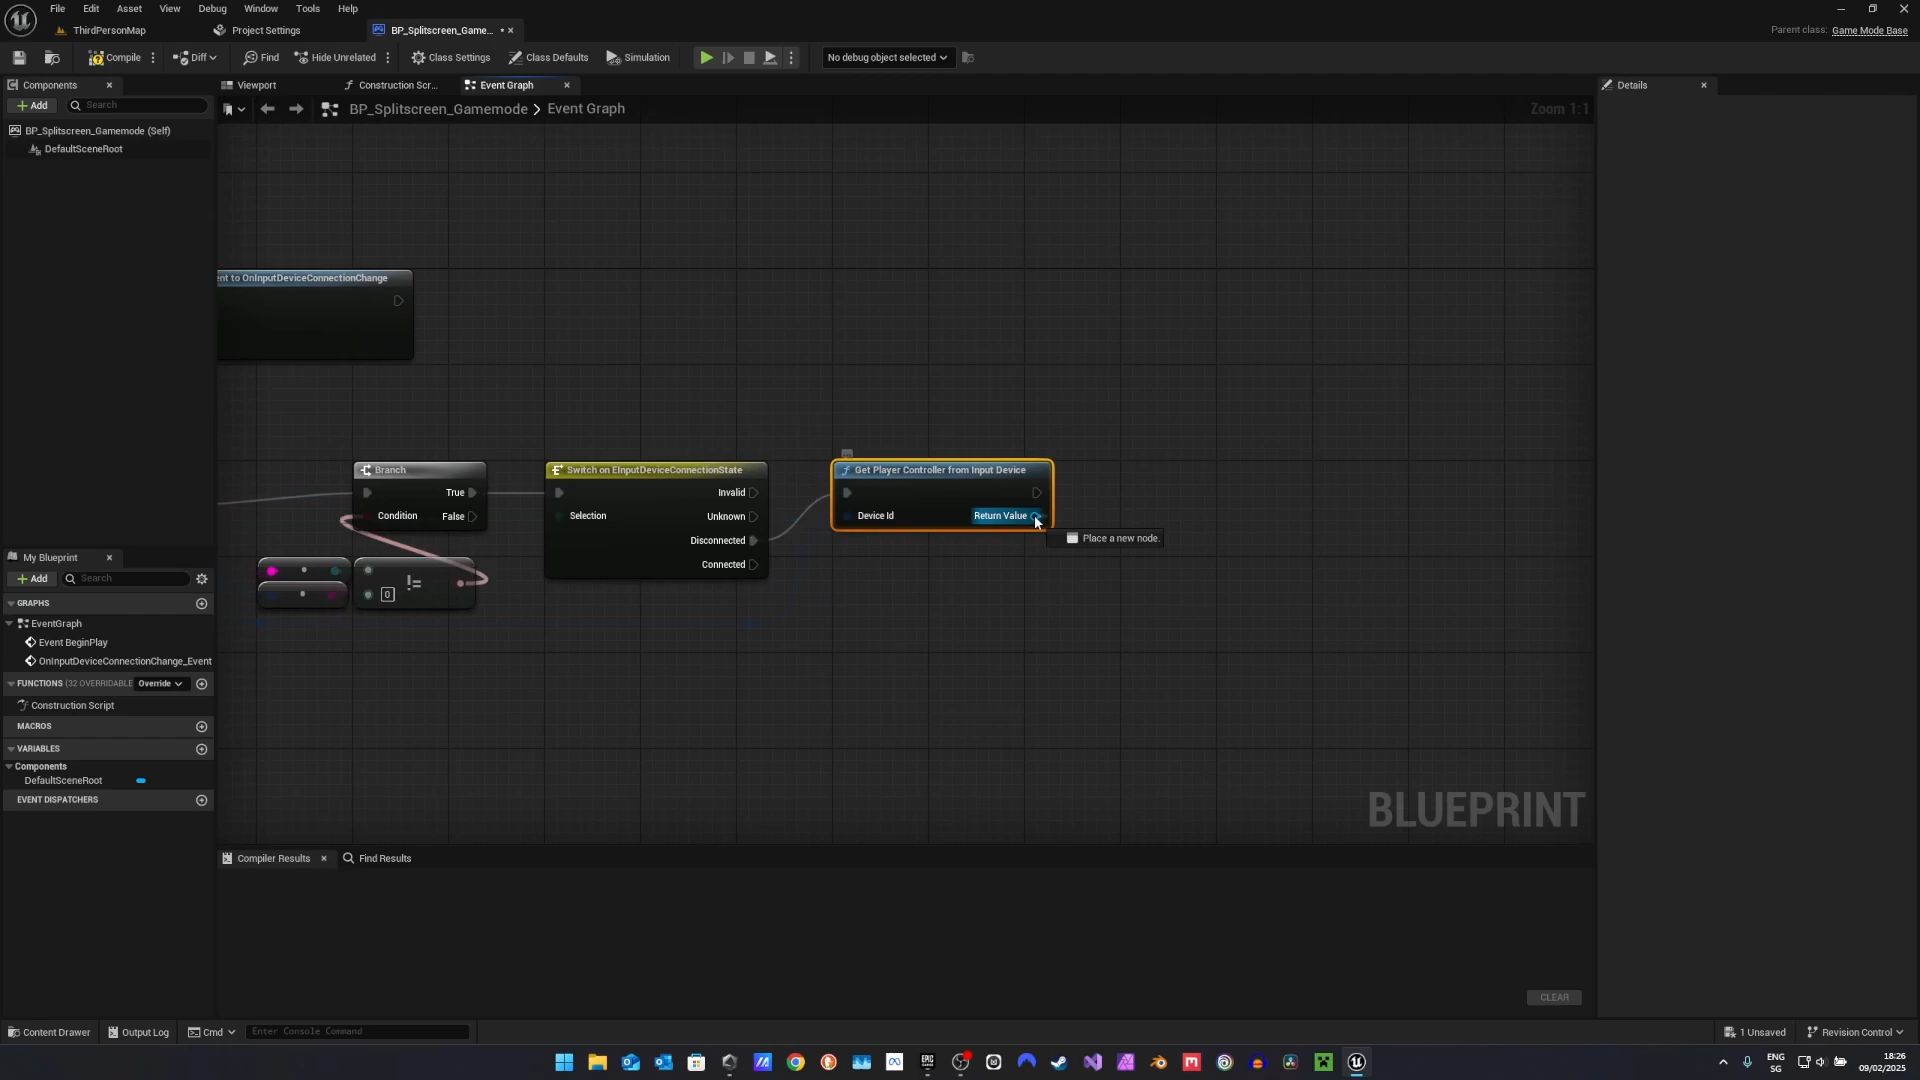 File Edit Asset View Debug Window Tools Help
ThirdPersonMap Project Settings BP_Splitscreen_Game... •
Parent class: Game Mode Base
Compile Diff Find Hide Unrelated Class Settings Class Defaults Simulation No debug object selected
Components Viewport Construction Scr... Event Graph Details
+ Add Search
BP_Splitscreen_Gamemode > Event Graph Zoom 1:1
BP_Splitscreen_Gamemode (Self)
DefaultSceneRoot
ent to OnInputDeviceConnectionChange
Branch
True
Condition False
!=
0
Switch on EInputDeviceConnectionState
Invalid
Selection Unknown
Disconnected
Connected
Get Player Controller from Input Device
Device Id Return Value
Place a new node.
My Blueprint
+ Add Search
GRAPHS
EventGraph
Event BeginPlay
OnInputDeviceConnectionChange_Event
FUNCTIONS (32 OVERRIDABLE Override
Construction Script
MACROS
VARIABLES
Components
DefaultSceneRoot
EVENT DISPATCHERS
BLUEPRINT
Compiler Results Find Results
CLEAR
Content Drawer Output Log Cmd Enter Console Command 1 Unsaved Revision Control
EPIC GAMES
ENG
SG
18:26
09/02/2025